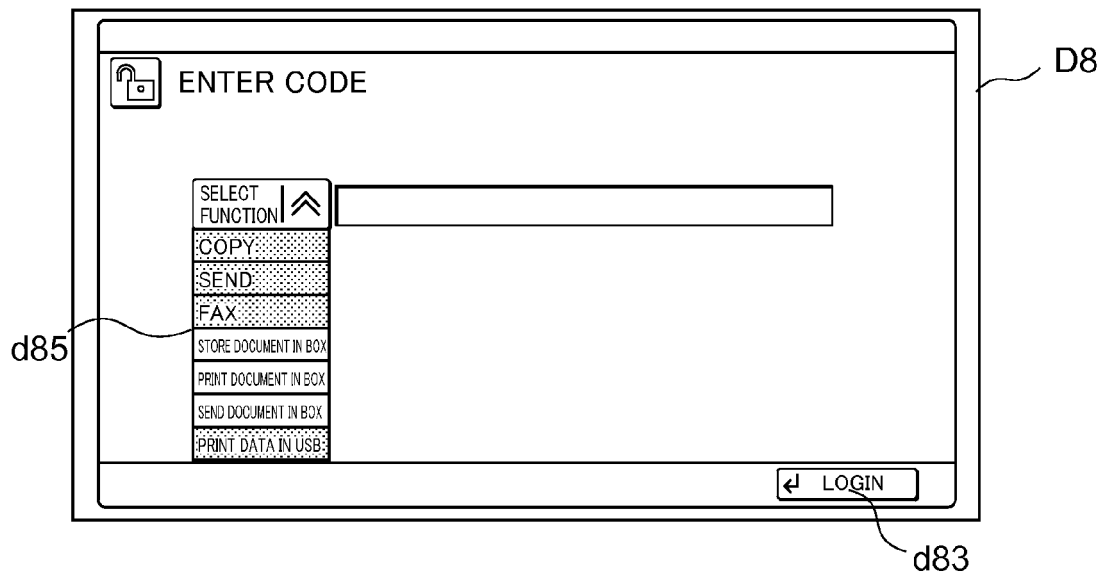 D8
ENTER CODE
SELECT
FUNCTION
COPY
SEND
FAX
d85
STORE DOCUMENT IN BOX
PRINT DOCUMENT IN BOX
SEND DOCUMENT IN BOX
PRINT DATA IN USB
LOGIN
d83